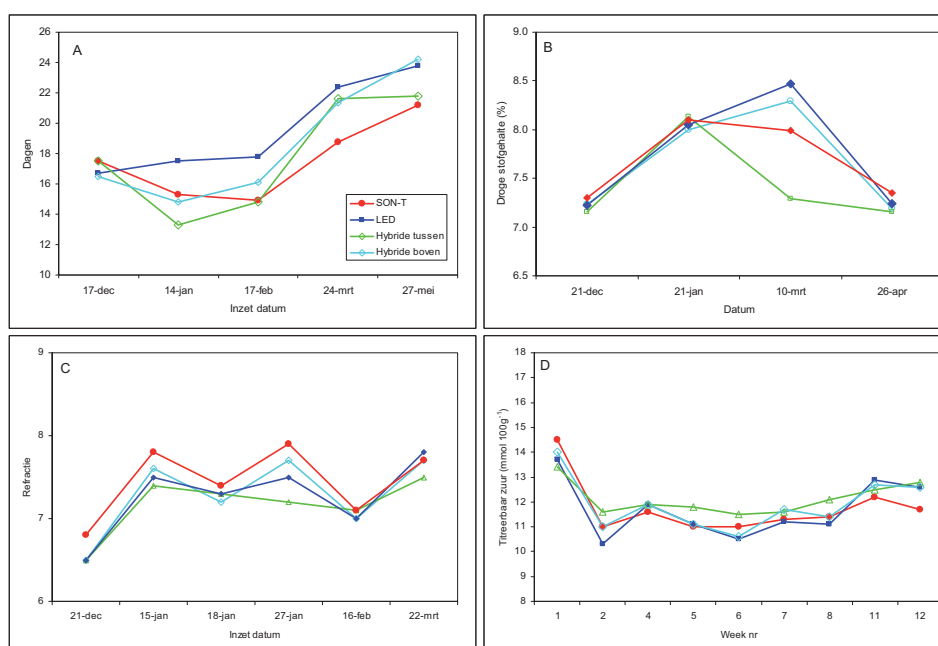 A
Dagen
26
24
22
20
18
16
14
12
10
17-dec 14-jan 17-feb 24-mrt 27-mei
Inzet datum
SON-T
LED
Hybride tussen
Hybride boven
B
Droge stofgehalte (%)
9.0
8.5
8.0
7.5
7.0
6.5
21-dec 21-jan 10-mrt 26-apr
Datum
C
Refractie
9
8
7
6
21-dec 15-jan 18-jan 27-jan 16-feb 22-mrt
Inzet datum
D
Titreerbaar zuur (mmol 100g⁻¹)
18
17
16
15
14
13
12
11
10
9
8
1 2 4 5 6 7 8 11 12
Week nr